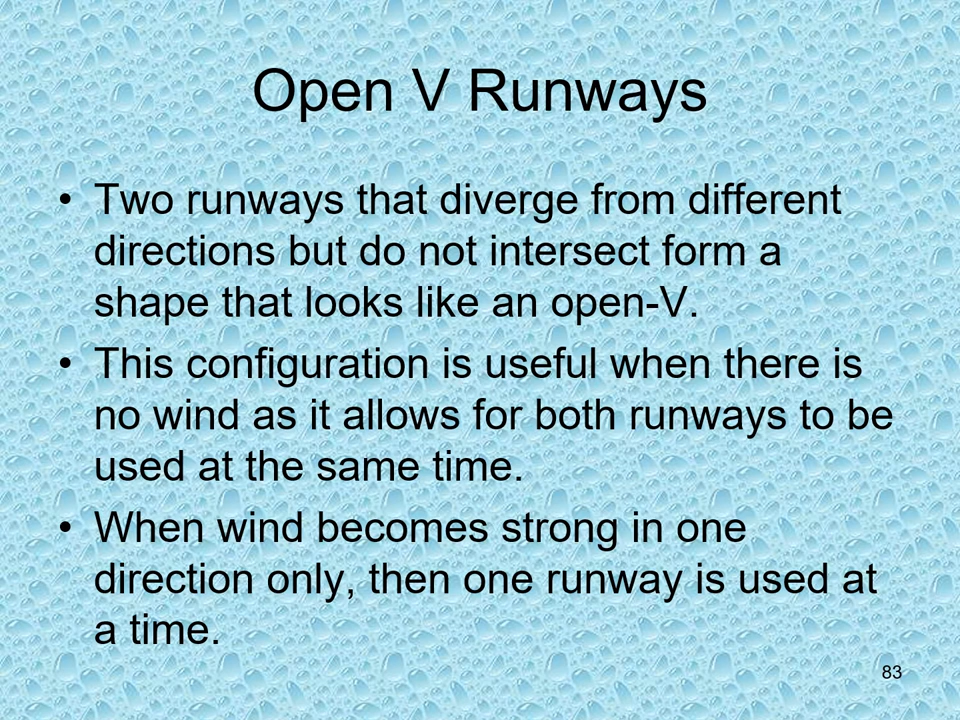 Open V Runways
• Two runways that diverge from different
directions but do not intersect form a
shape that looks like an open-V.
• This configuration is useful when there is
no wind as it allows for both runways to be
used at the same time.
• When wind becomes strong in one
direction only, then one runway is used at
a time.
83